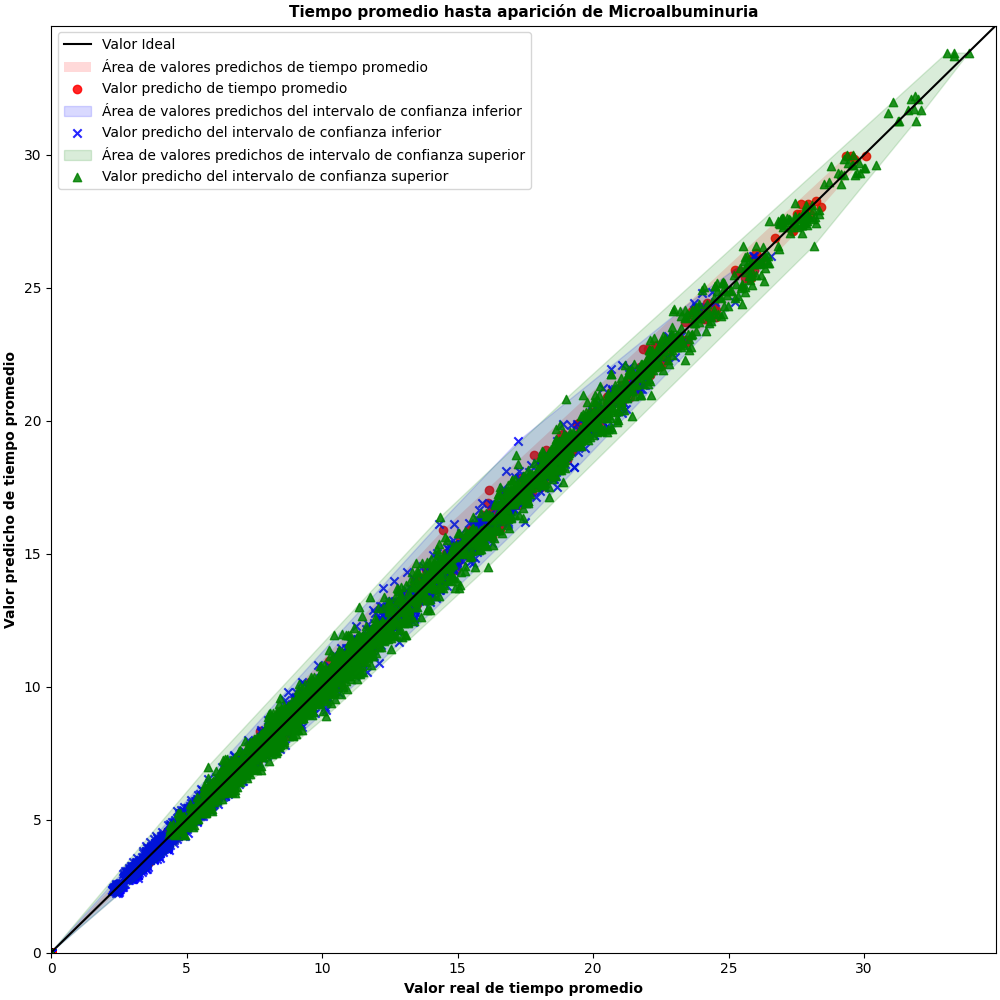 Tiempo promedio hasta aparición de Microalbuminuria
Valor Ideal
Área de valores predichos de tiempo promedio
Valor predicho de tiempo promedio
Área de valores predichos del intervalo de confianza inferior
Valor predicho del intervalo de confianza inferior
Área de valores predichos de intervalo de confianza superior
Valor predicho del intervalo de confianza superior
Valor predicho de tiempo promedio
30
25
20
15
10
5
0
0 5 10 15 20 25 30
Valor real de tiempo promedio